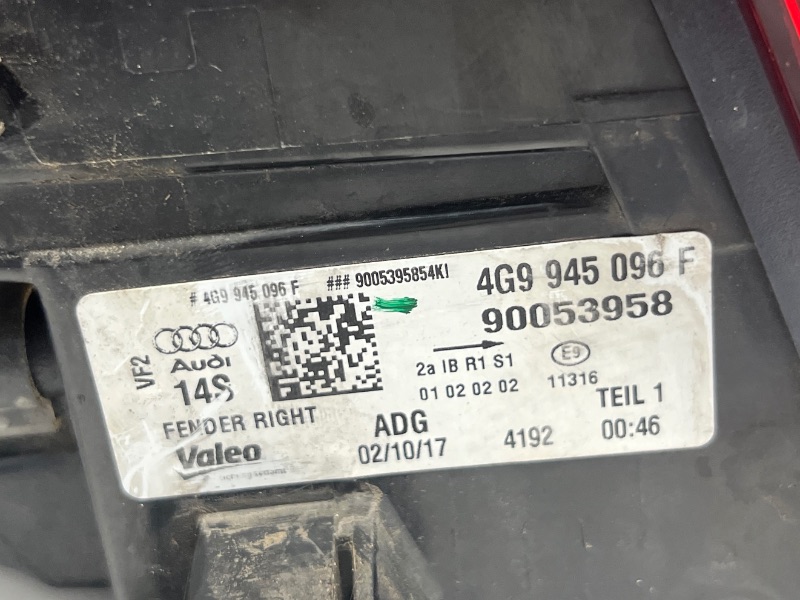 # 4G9 945 096 F ### 9005395854KI 4G9 945 096 F
90053958
VF2
Audi
14S
2a IB R1 S1 E9
01 02 02 02 11316
FENDER RIGHT ADG TEIL 1
Valeo 02/10/17 4192 00:46